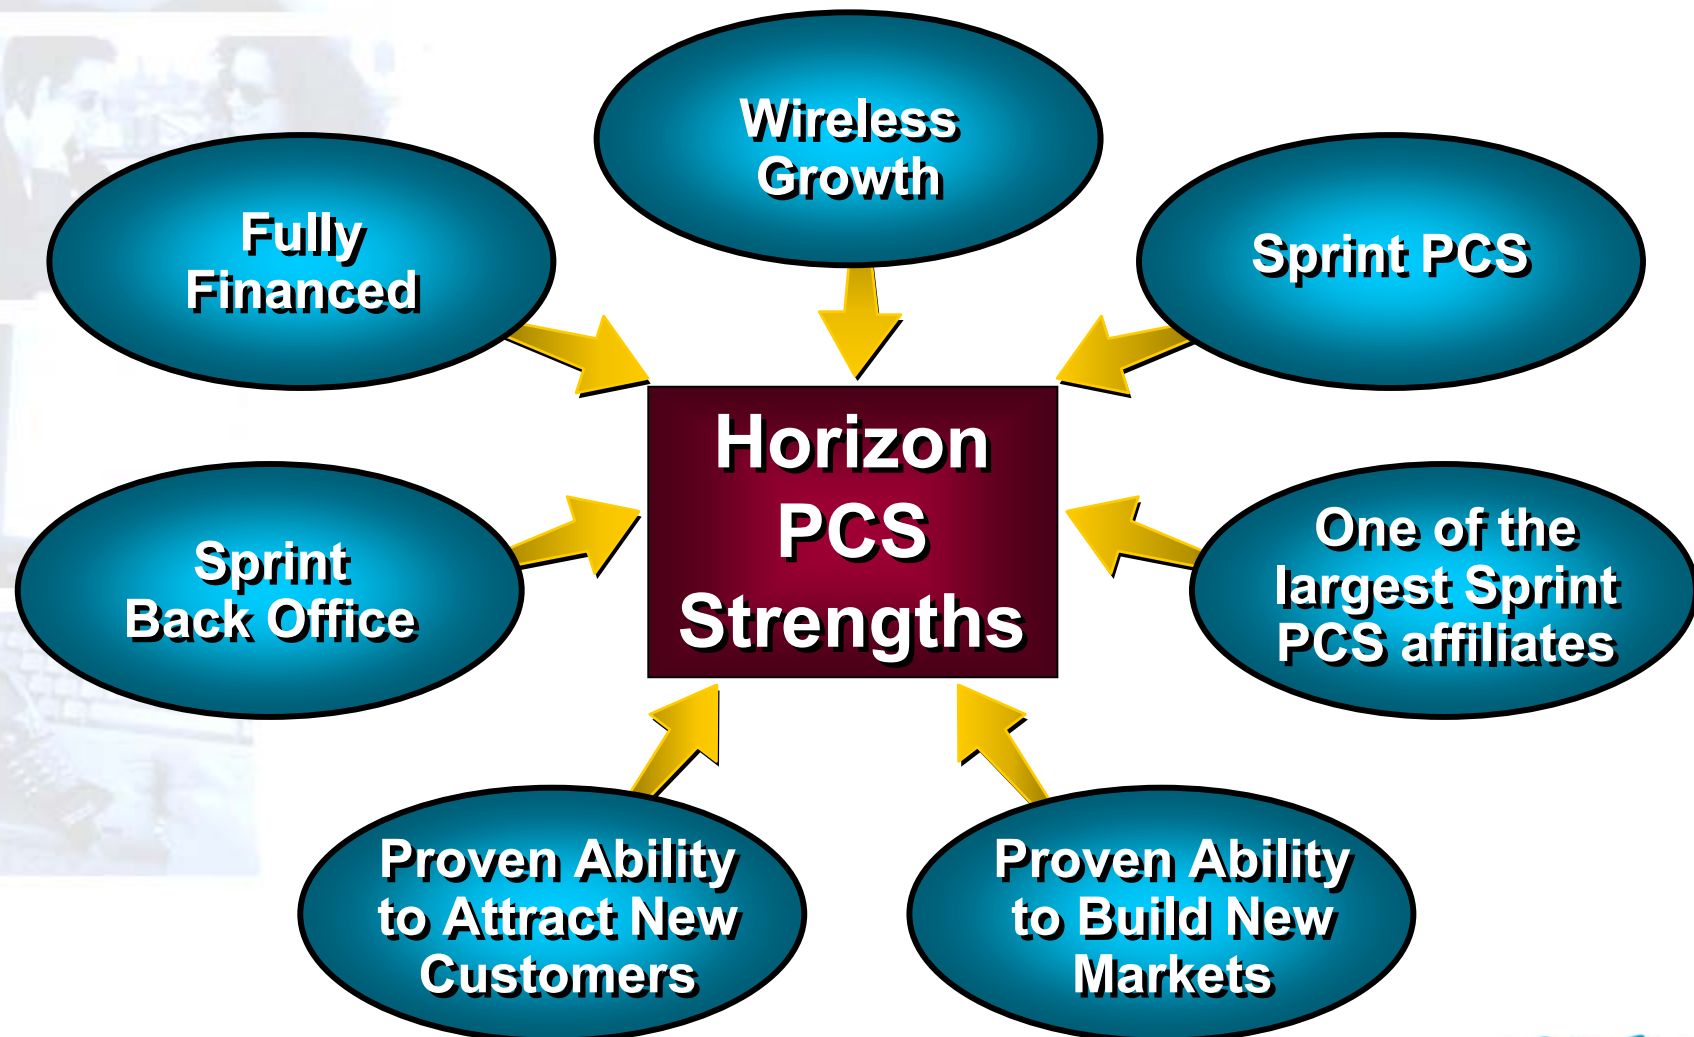 Wireless
Growth
Fully
Financed
Sprint PCS
Horizon
PCS
Strengths
Sprint
Back Office
One of the
largest Sprint
PCS affiliates
Proven Ability
to Attract New
Customers
Proven Ability
to Build New
Markets